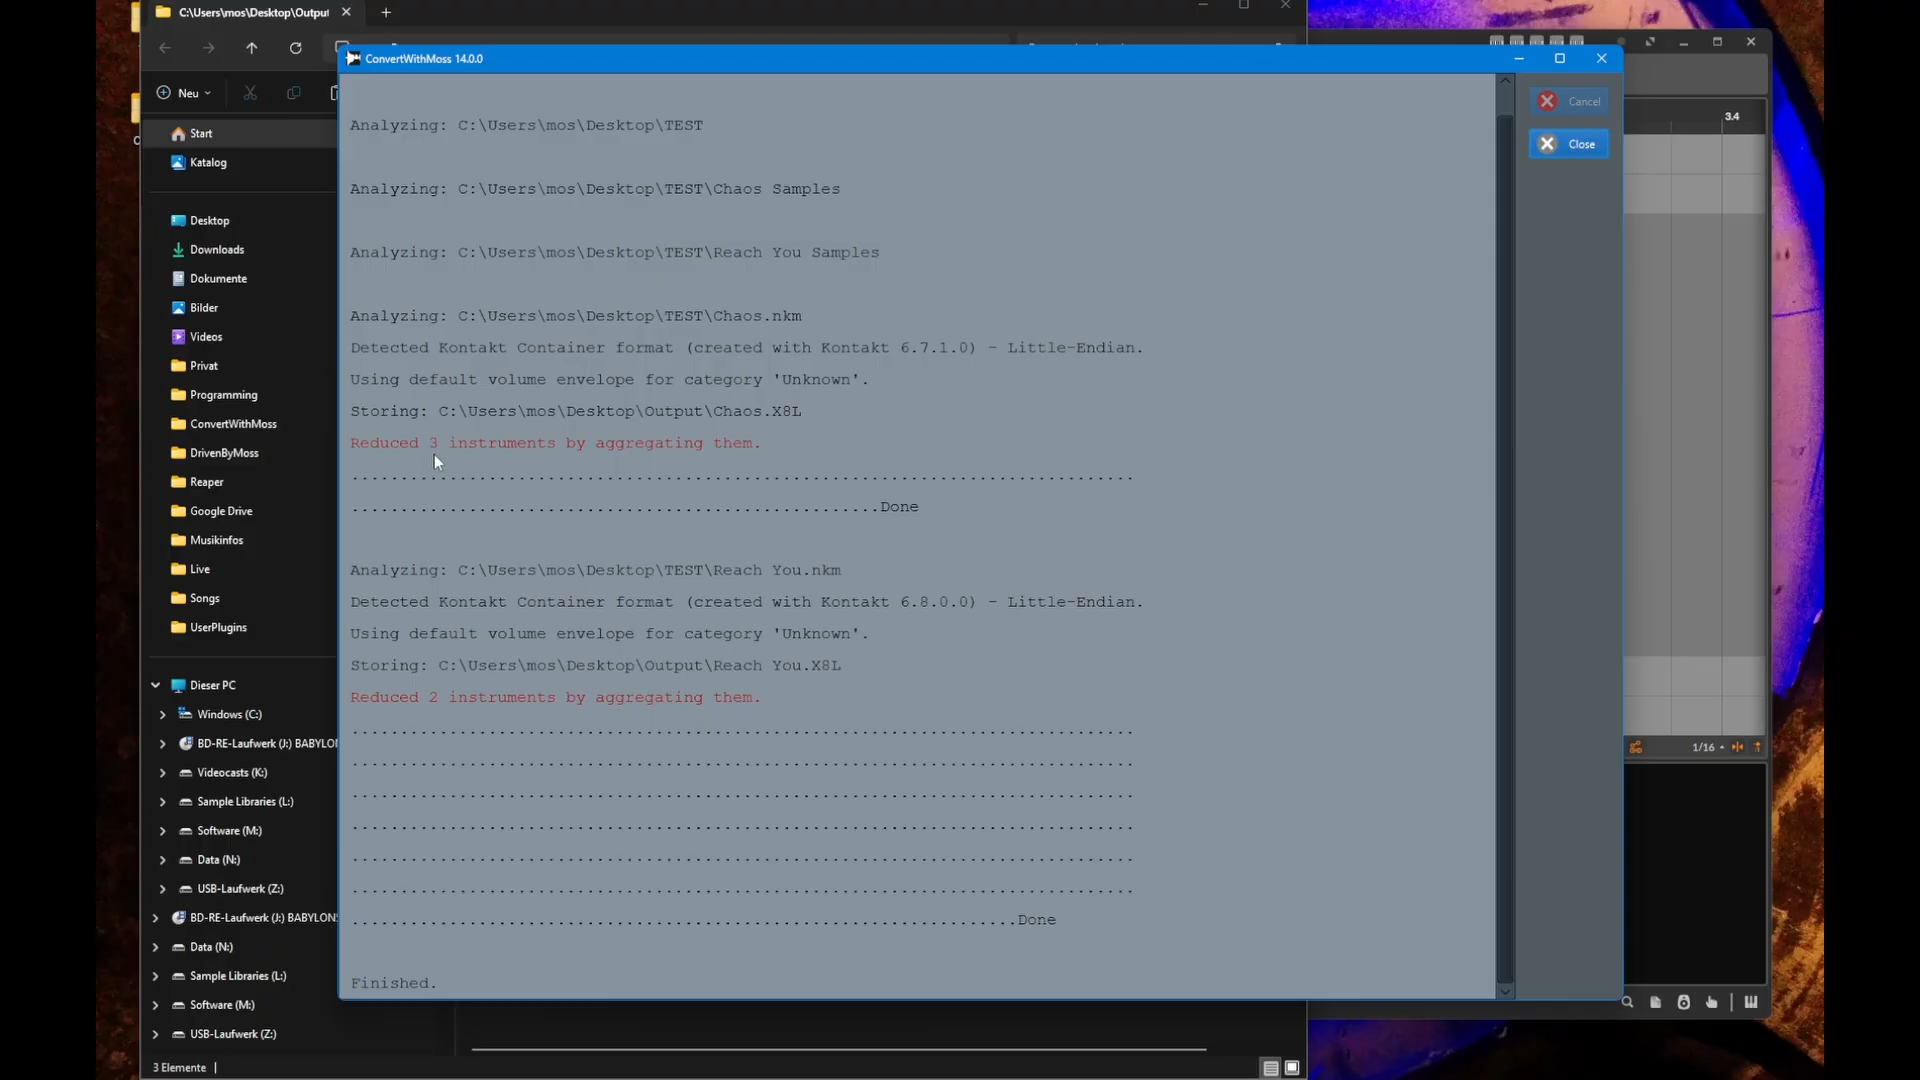 C:\Users\mos\Desktop\Output
ConvertWithMoss 14.0.0
Neu
Start
Katalog
Desktop
Downloads
Dokumente
Bilder
Videos
Privat
Programming
ConvertWithMoss
DrivenByMoss
Reaper
Google Drive
Musikinfos
Live
Songs
UserPlugins
Dieser PC
Windows (C:)
BD-RE-Laufwerk (J:) BABYLON
Videocasts (K:)
Sample Libraries (L:)
Software (M:)
Data (N:)
USB-Laufwerk (Z:)
BD-RE-Laufwerk (J:) BABYLON
Data (N:)
Sample Libraries (L:)
Software (M:)
USB-Laufwerk (Z:)
3 Elemente
Analyzing: C:\Users\mos\Desktop\TEST
Analyzing: C:\Users\mos\Desktop\TEST\Chaos Samples
Analyzing: C:\Users\mos\Desktop\TEST\Reach You Samples
Analyzing: C:\Users\mos\Desktop\TEST\Chaos.nkm
Detected Kontakt Container format (created with Kontakt 6.7.1.0) - Little-Endian.
Using default volume envelope for category 'Unknown'.
Storing: C:\Users\mos\Desktop\Output\Chaos.X8L
Reduced 3 instruments by aggregating them.
................................................................................
......................................................Done
Analyzing: C:\Users\mos\Desktop\TEST\Reach You.nkm
Detected Kontakt Container format (created with Kontakt 6.8.0.0) - Little-Endian.
Using default volume envelope for category 'Unknown'.
Storing: C:\Users\mos\Desktop\Output\Reach You.X8L
Reduced 2 instruments by aggregating them.
................................................................................
................................................................................
................................................................................
................................................................................
................................................................................
................................................................................
....................................................................Done
Finished.
Cancel
Close
3.4
1/16